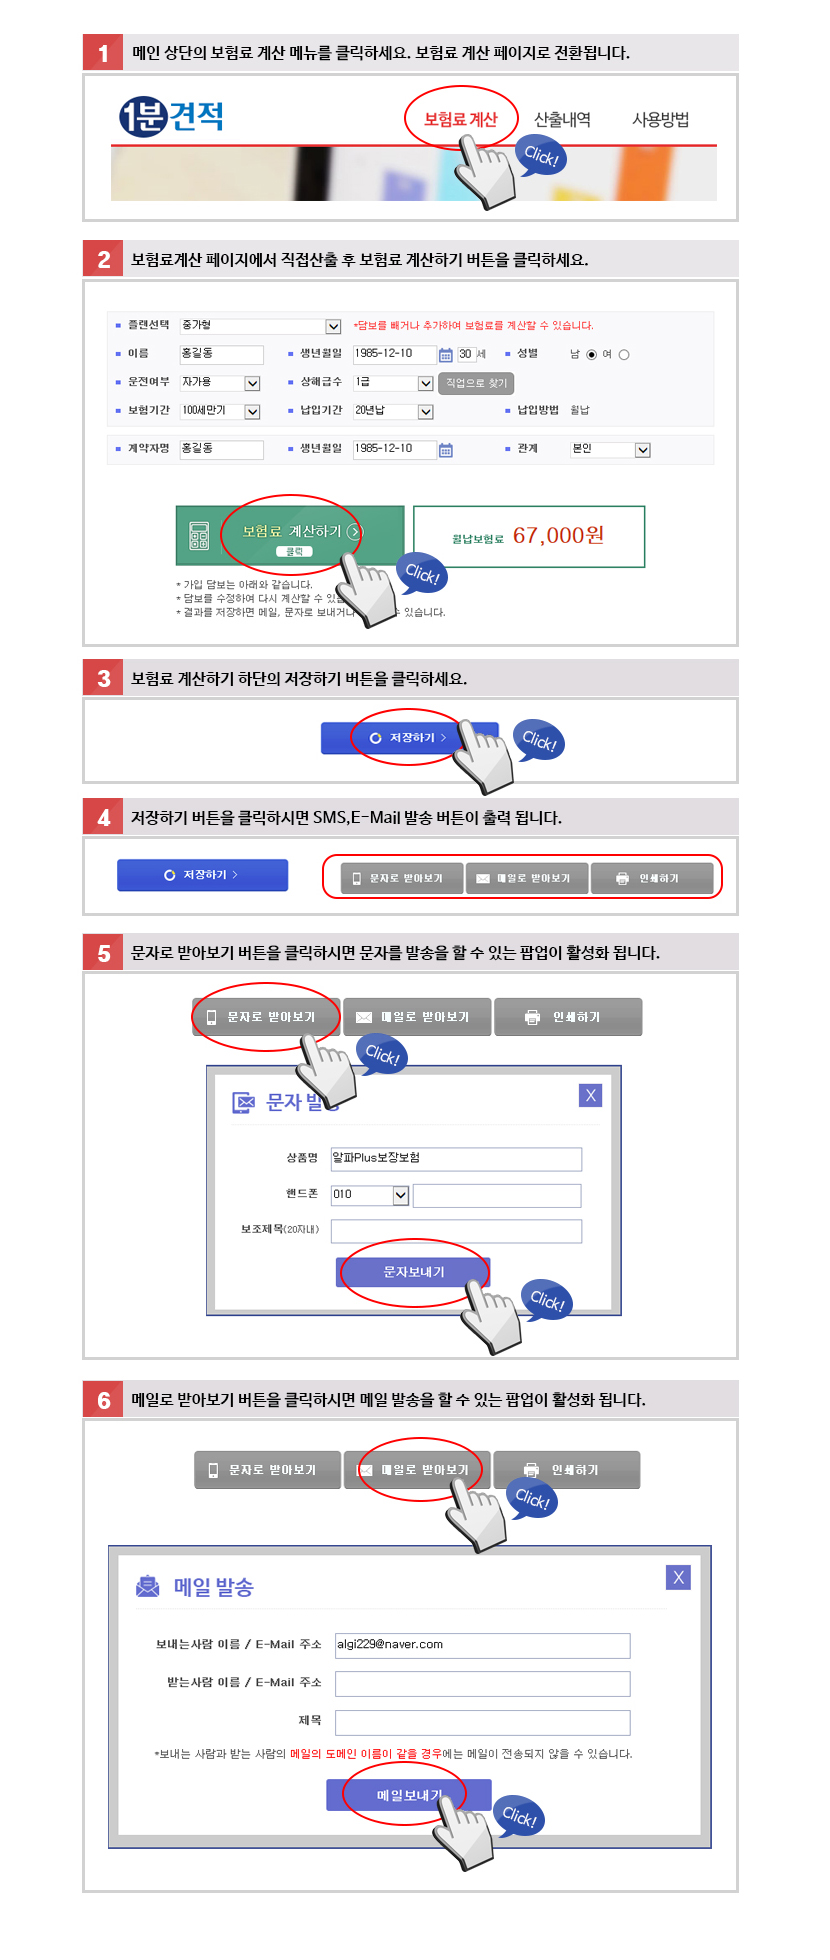 1 메인 상단의 보험료 계산 메뉴를 클릭하세요. 보험료 계산 페이지로 전환됩니다.
1분견적 보험료 계산 산출내역 사용방법
Click!
2 보험료계산 페이지에서 직접산출 후 보험료 계산하기 버튼을 클릭하세요.
플랜선택 중가형 *담보를 빼거나 추가하여 보험료를 계산할 수 있습니다.
이름 홍길동 생년월일 1985-12-10 30 세 성별 남 여
운전여부 자가용 상해급수 1급 직업으로 찾기
보험기간 100세만기 납입기간 20년납 납입방법 월납
계약자명 홍길동 생년월일 1985-12-10 관계 본인
보험료 계산하기 월납보험료 67,000원
클릭
Click!
* 가입 담보는 아래와 같습니다.
* 담보를 수정하여 다시 계산할 수 있
* 결과를 저장하면 메일, 문자로 보내거나 수 있습니다.
3 보험료 계산하기 하단의 저장하기 버튼을 클릭하세요.
저장하기 >
Click!
4 저장하기 버튼을 클릭하시면 SMS,E-Mail 발송 버튼이 출력 됩니다.
저장하기 > 문자로 받아보기 메일로 받아보기 인쇄하기
5 문자로 받아보기 버튼을 클릭하시면 문자를 발송을 할 수 있는 팝업이 활성화 됩니다.
문자로 받아보기 메일로 받아보기 인쇄하기
Click!
문자 발송 X
상품명 알파Plus보장보험
핸드폰 010
보조제목(20자내)
문자보내기
Click!
6 메일로 받아보기 버튼을 클릭하시면 메일 발송을 할 수 있는 팝업이 활성화 됩니다.
문자로 받아보기 메일로 받아보기 인쇄하기
Click!
메일 발송 X
보내는사람 이름 / E-Mail 주소 algi229@naver.com
받는사람 이름 / E-Mail 주소
제목
*보내는 사람과 받는 사람의 메일의 도메인 이름이 같을 경우에는 메일이 전송되지 않을 수 있습니다.
메일보내기
Click!